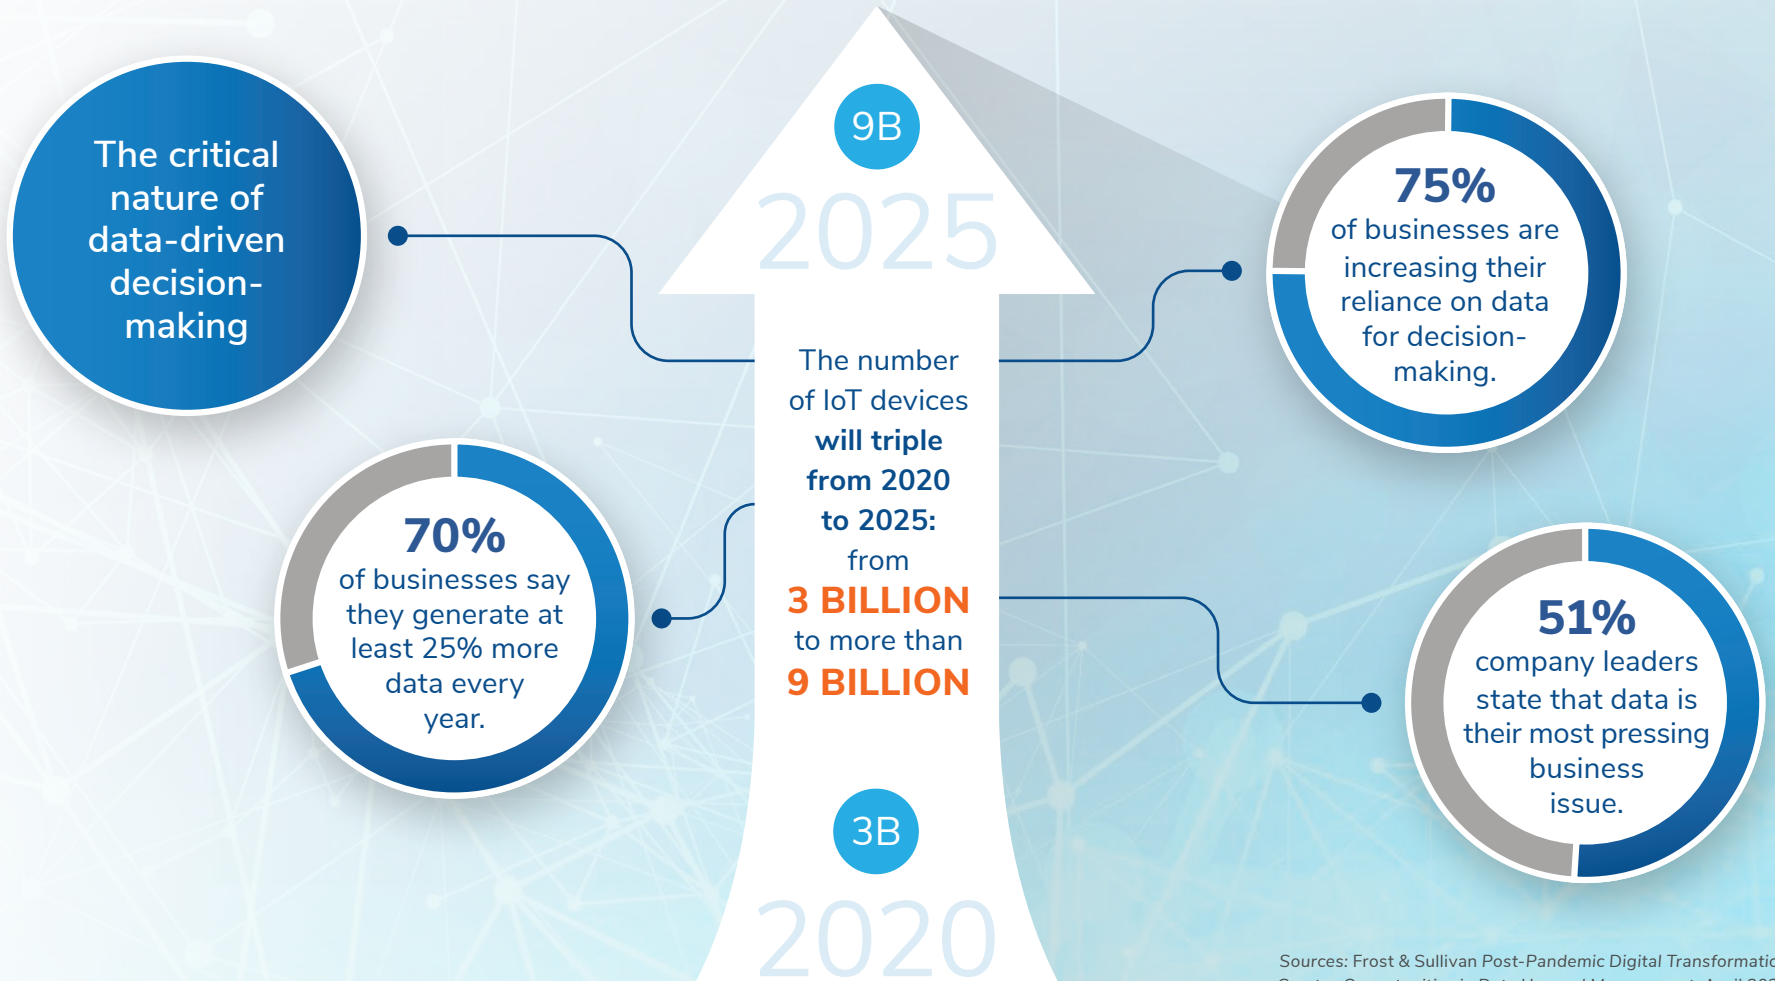 The critical
nature of
data-driven
decision-
making
9B
2025
The number
of IoT devices
will triple
from 2020
to 2025:
from
3 BILLION
to more than
9 BILLION
3B
2020
75%
of businesses are
increasing their
reliance on data
for decision-
making.
70%
of businesses say
they generate at
least 25% more
data every
year.
51%
company leaders
state that data is
their most pressing
business
issue.
Sources: Frost & Sullivan Post-Pandemic Digital